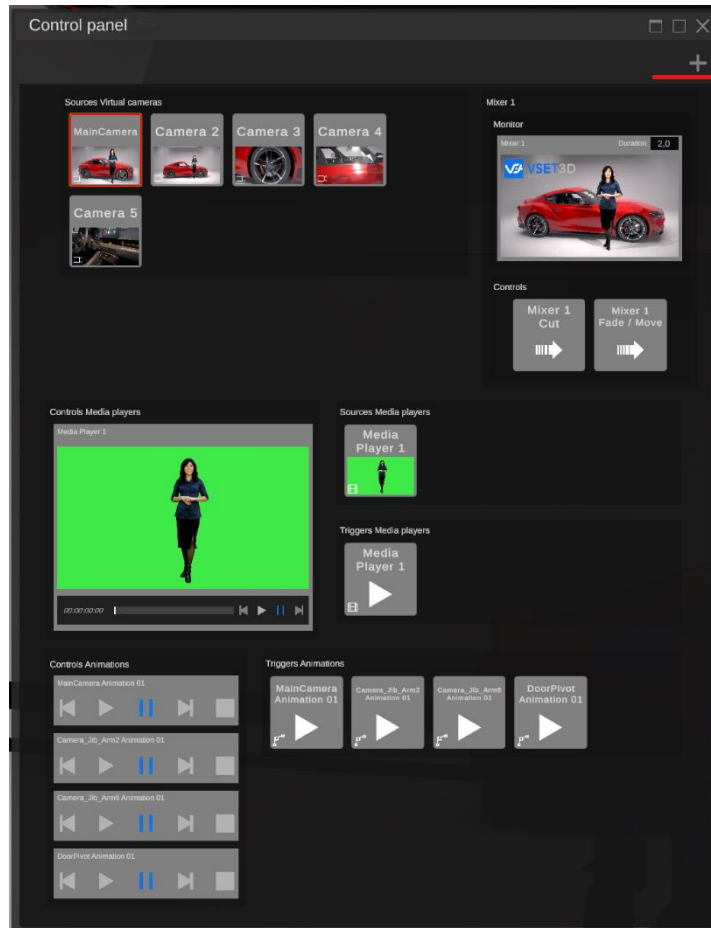 Control panel
Sources Virtual cameras
MainCamera
Camera 2
Camera 3
Camera 4
Camera 5
Mixer 1
Monitor
Mixer 1
Duration
2,0
VSET3D
Controls
Mixer 1
Cut
Mixer 1
Fade / Move
Controls Media players
Media Player 1
00:00:00:00
Sources Media players
Media
Player 1
Triggers Media players
Media
Player 1
Controls Animations
MainCamera Animation 01
Camera_Jib_Arm2 Animation 01
Camera_Jib_Arm6 Animation 01
DoorPivot Animation 01
Triggers Animations
MainCamera
Animation 01
Camera_Jib_Arm2
Animation 01
Camera_Jib_Arm6
Animation 01
DoorPivot
Animation 01